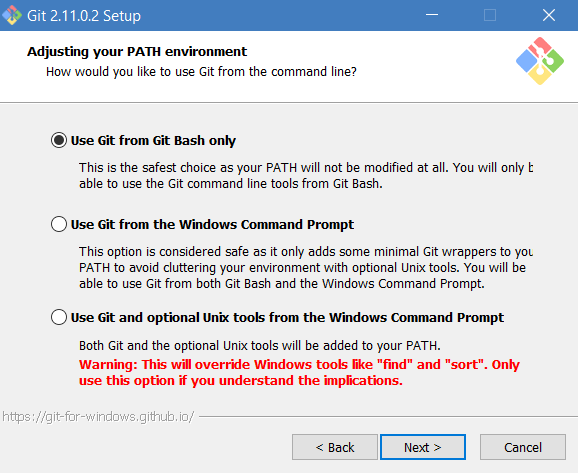 Git 2.11.0.2 Setup
Adjusting your PATH environment
How would you like to use Git from the command line?
Use Git from Git Bash only
This is the safest choice as your PATH will not be modified at all. You will only b
able to use the Git command line tools from Git Bash.
Use Git from the Windows Command Prompt
This option is considered safe as it only adds some minimal Git wrappers to you
PATH to avoid cluttering your environment with optional Unix tools. You will be
able to use Git from both Git Bash and the Windows Command Prompt.
Use Git and optional Unix tools from the Windows Command Prompt
Both Git and the optional Unix tools will be added to your PATH.
Warning: This will override Windows tools like "find" and "sort". Only
use this option if you understand the implications.
https://git-for-windows.github.io/
< Back Next > Cancel